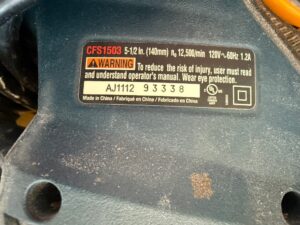 CFS1503 5-1/2 in. (140mm) n₀ 12,500/min 120V~60Hz 1.2A
WARNING To reduce the risk of injury, user must read
and understand operator's manual. Wear eye protection.
AJ1112 93338
Made in China / Fabriqué en China / Fabricado en China
UL